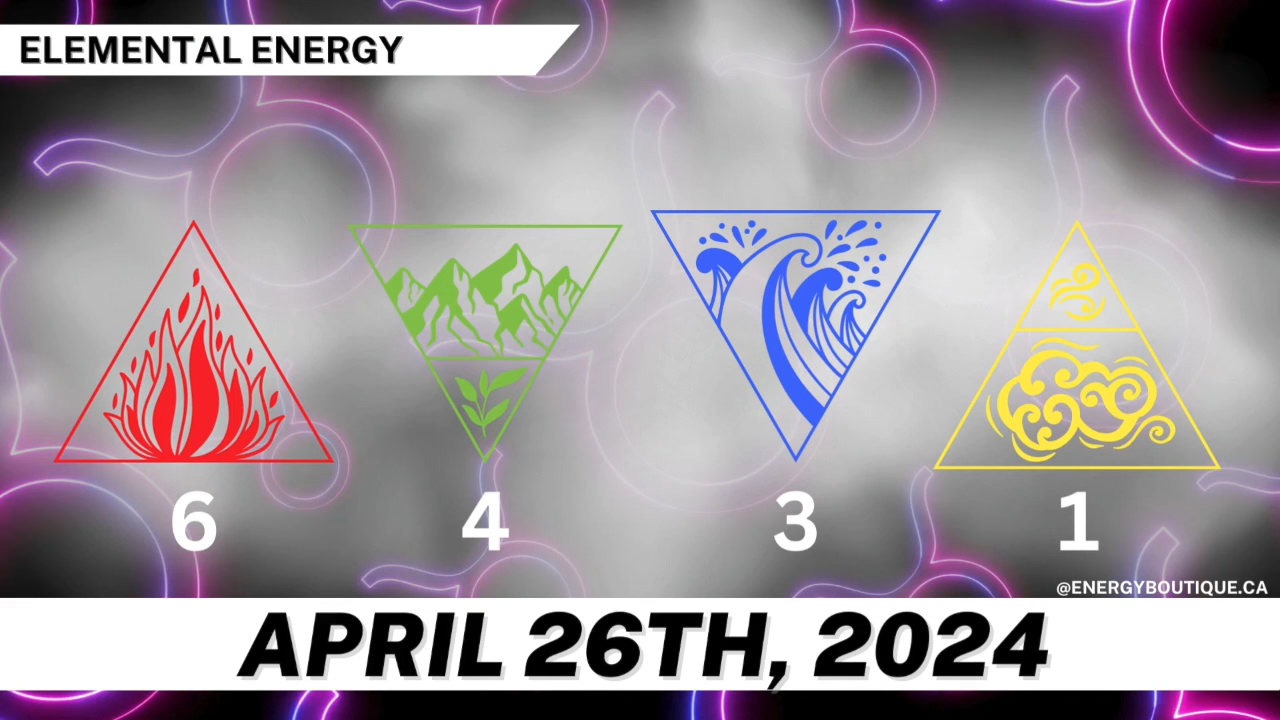 ELEMENTAL ENERGY
6
4
3
1
@ENERGYBOUTIQUE.CA
APRIL 26TH, 2024